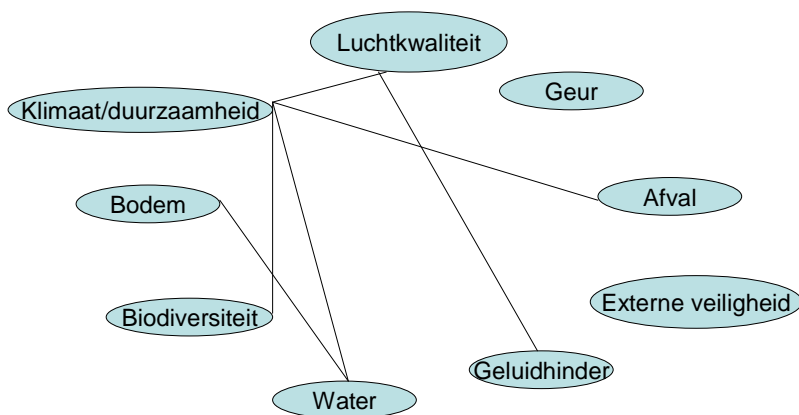 Luchtkwaliteit
Geur
Klimaat/duurzaamheid
Afval
Bodem
Externe veiligheid
Biodiversiteit
Geluidhinder
Water